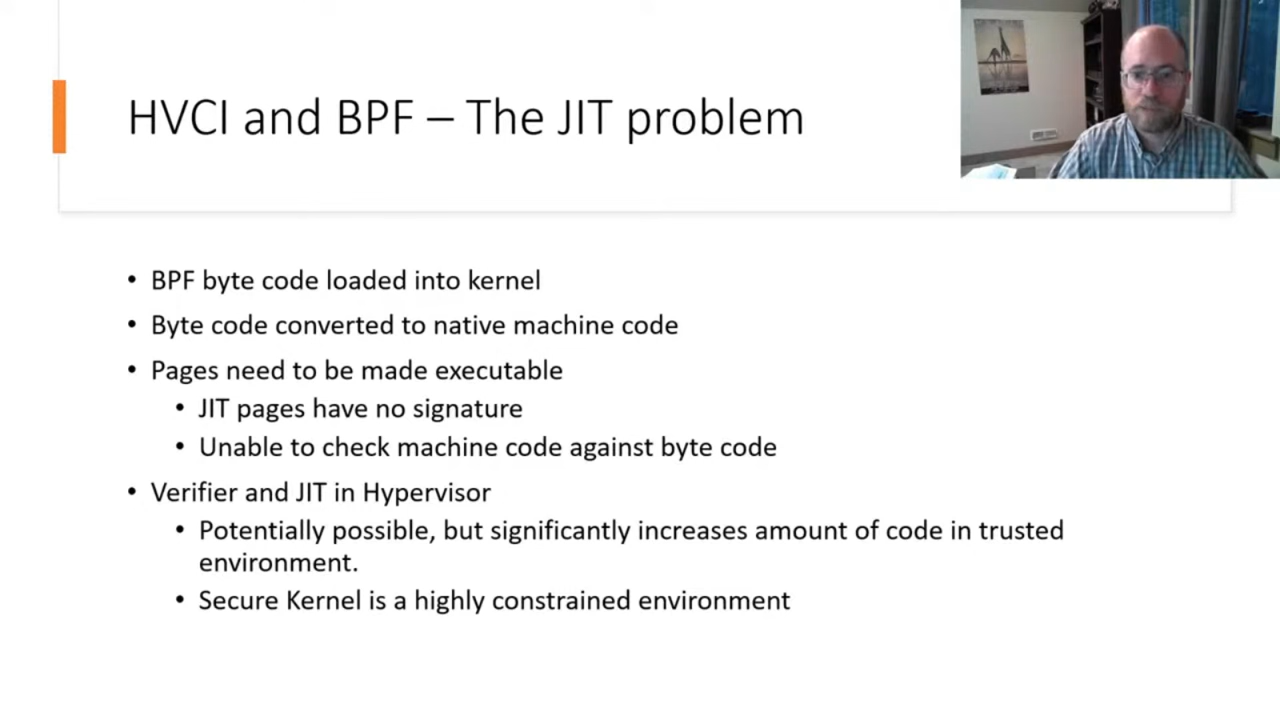 HVCI and BPF – The JIT problem
• BPF byte code loaded into kernel
• Byte code converted to native machine code
• Pages need to be made executable
• JIT pages have no signature
• Unable to check machine code against byte code
• Verifier and JIT in Hypervisor
• Potentially possible, but significantly increases amount of code in trusted
environment.
• Secure Kernel is a highly constrained environment